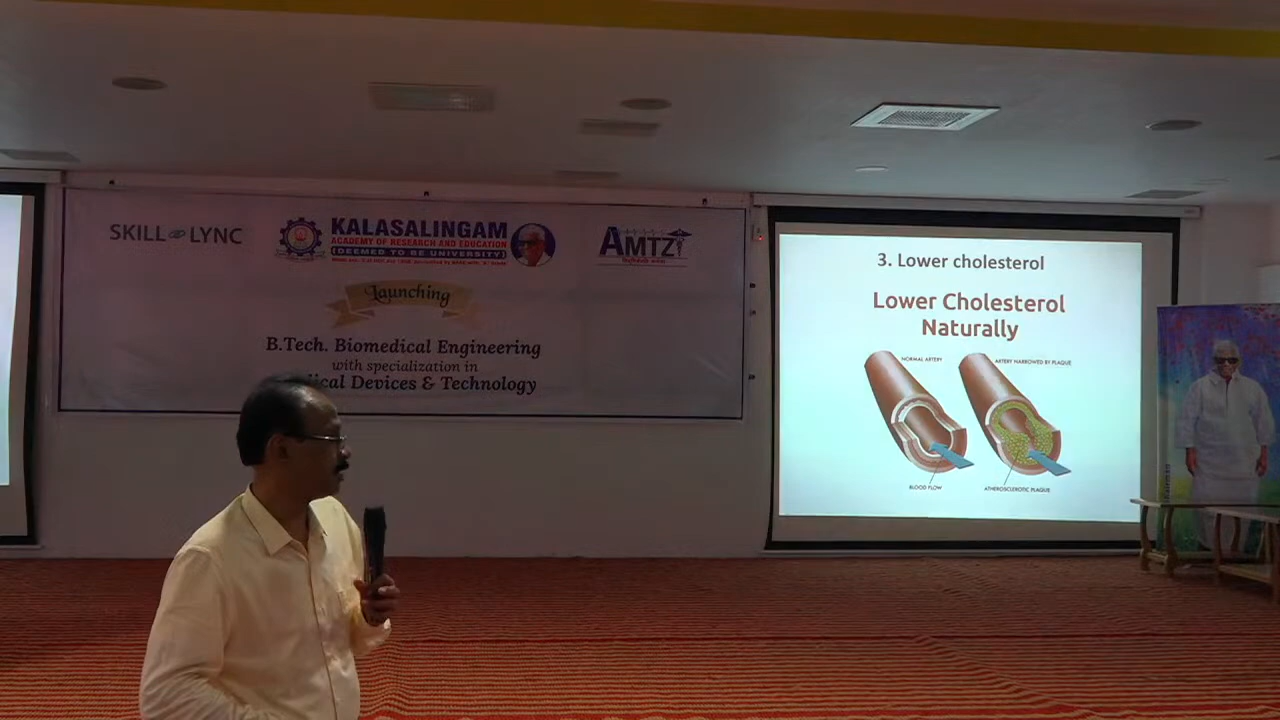 SKILL LYNC
KALASALINGAM
ACADEMY OF RESEARCH AND EDUCATION
(DEEMED TO BE UNIVERSITY)
AMTZ
Launching
B.Tech. Biomedical Engineering
with specialization in
ical Devices & Technology
3. Lower cholesterol
Lower Cholesterol
Naturally
NORMAL ARTERY
ARTERY NARROWED BY PLAQUE
BLOOD FLOW
ATHEROSCLEROTIC PLAQUE